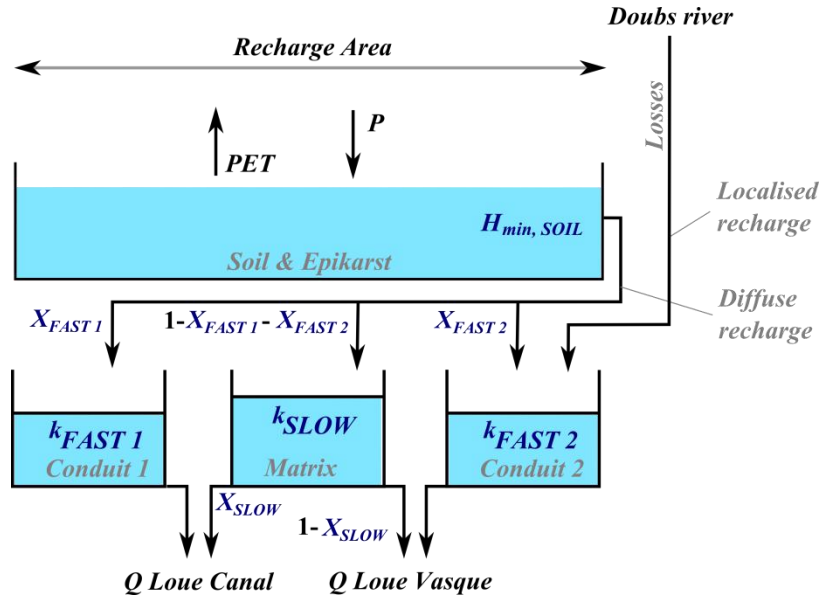 Doubs river
Recharge Area
Losses
P
PET
Localised
recharge
H min, SOIL
Soil & Epikarst
Diffuse
recharge
X FAST 1
1-X FAST 1 - X FAST 2
X FAST 2
k FAST 1
k SLOW
k FAST 2
Conduit 1
Matrix
Conduit 2
X SLOW
1- X SLOW
Q Loue Canal
Q Loue Vasque